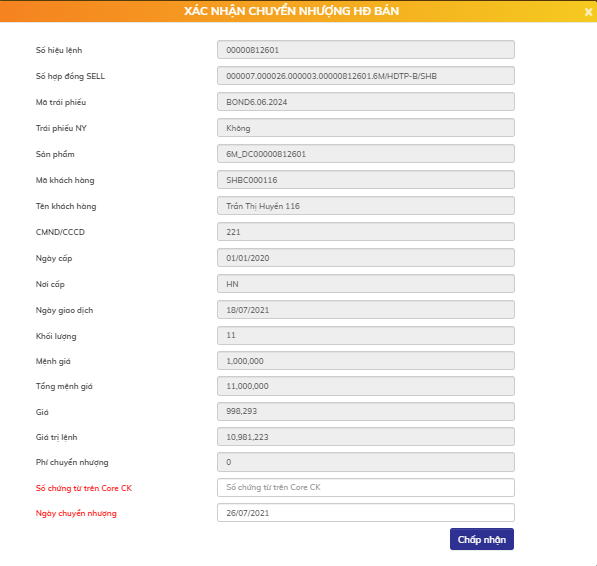 XÁC NHẬN CHUYỂN NHƯỢNG HĐ BÁN ×
Số hiệu lệnh 00000812601
Số hợp đồng SELL 000007.000026.000003.00000812601.6M/HDTP-B/SHB
Mã trái phiếu BOND6.06.2024
Trái phiếu NY Không
Sản phẩm 6M_DC00000812601
Mã khách hàng SHBC000116
Tên khách hàng Trần Thị Huyền 116
CMND/CCCD 221
Ngày cấp 01/01/2020
Nơi cấp HN
Ngày giao dịch 18/07/2021
Khối lượng 11
Mệnh giá 1,000,000
Tổng mệnh giá 11,000,000
Giá 998,293
Giá trị lệnh 10,981,223
Phí chuyển nhượng 0
Số chứng từ trên Core CK Số chứng từ trên Core CK
Ngày chuyển nhượng 26/07/2021
Chấp nhận